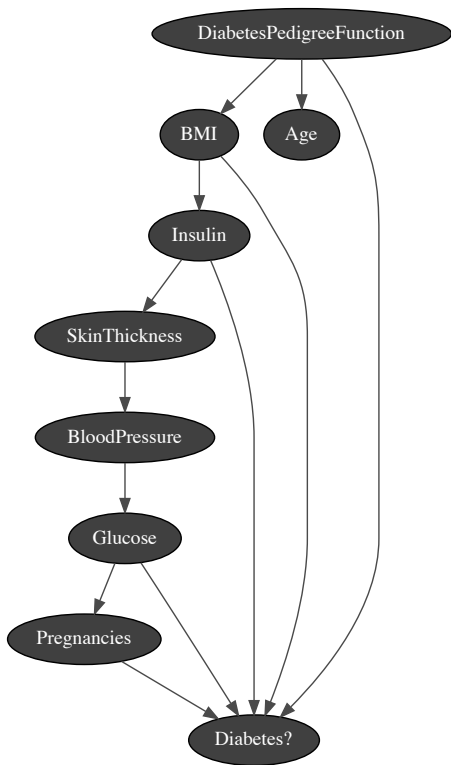 DiabetesPedigreeFunction
BMI
Age
Insulin
SkinThickness
BloodPressure
Glucose
Pregnancies
Diabetes?